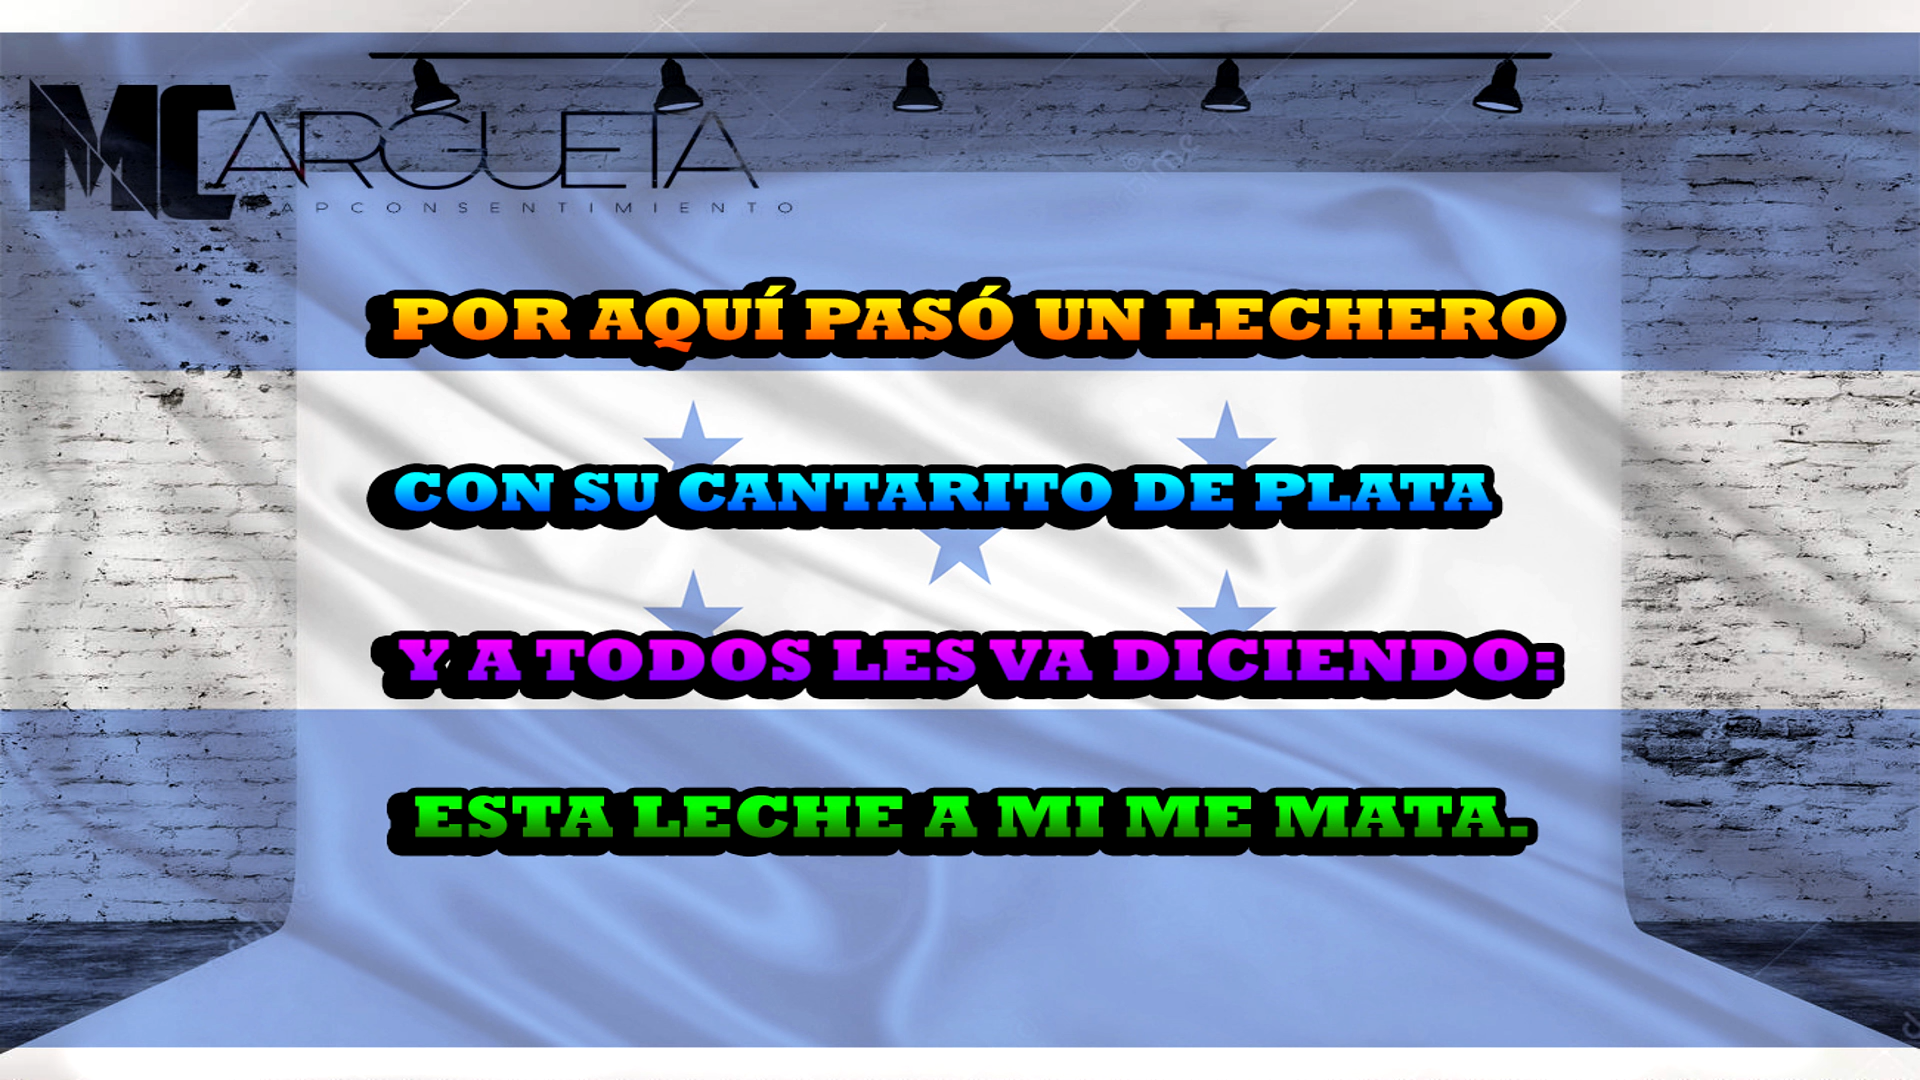 MC ARGUETA
RAPCONSENTIMIENTO
POR AQUÍ PASÓ UN LECHERO
CON SU CANTARITO DE PLATA
Y A TODOS LES VA DICIENDO:
ESTA LECHE A MI ME MATA.